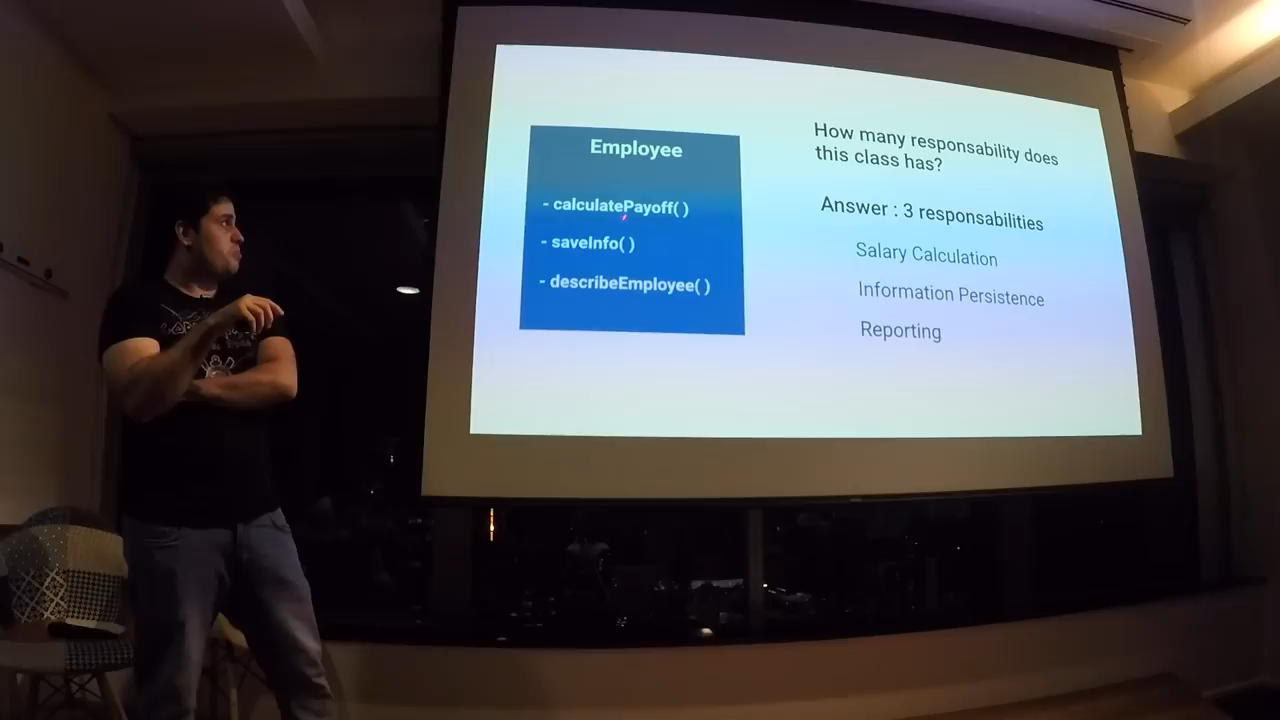 Employee
- calculatePayoff( )
- saveInfo( )
- describeEmployee( )
How many responsability does
this class has?
Answer : 3 responsabilities
Salary Calculation
Information Persistence
Reporting